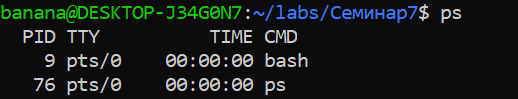 banana@DESKTOP-J34G0N7:~/labs/Семинар7$ ps
  PID TTY          TIME CMD
    9 pts/0    00:00:00 bash
   76 pts/0    00:00:00 ps